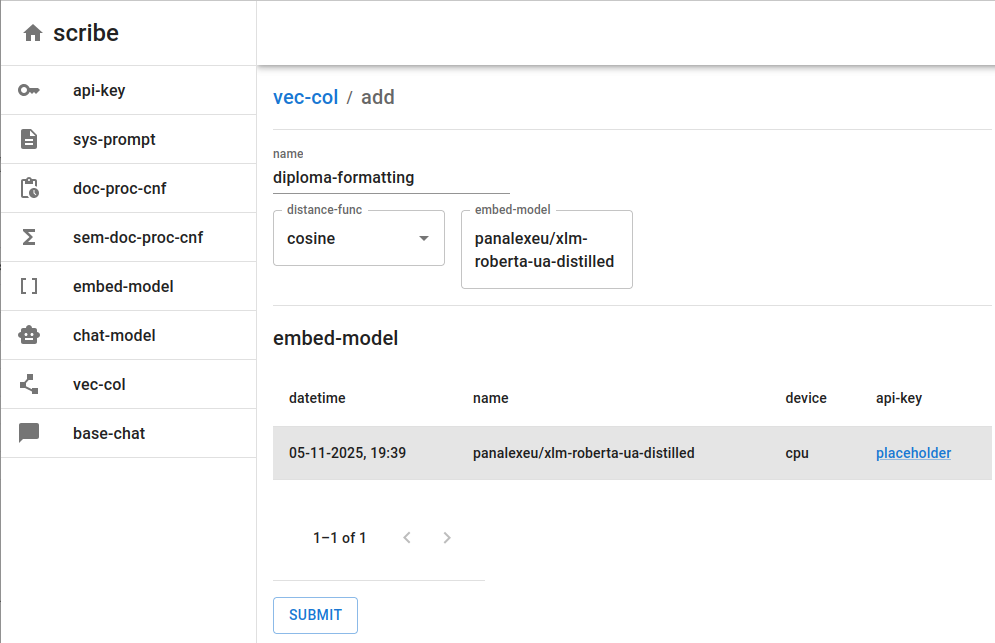 scribe
api-key
sys-prompt
doc-proc-cnf
sem-doc-proc-cnf
embed-model
chat-model
vec-col
base-chat
vec-col / add
name
diploma-formatting
distance-func
cosine
embed-model
panalexeu/xlm-
roberta-ua-distilled
embed-model
datetime name device api-key
05-11-2025, 19:39 panalexeu/xlm-roberta-ua-distilled cpu placeholder
1–1 of 1
SUBMIT